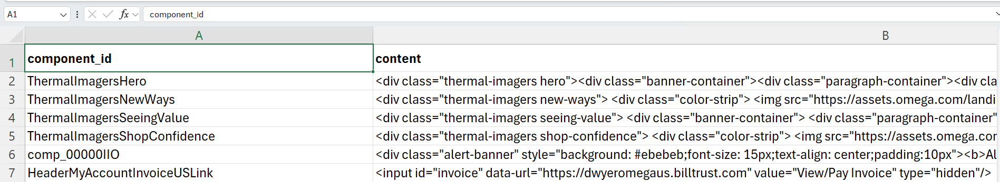 A1 fx component_id
A B
1 component_id content
2 ThermalImagersHero <div class="thermal-imagers hero"><div class="banner-container"><div class="paragraph-container"><div cla
3 ThermalImagersNewWays <div class="thermal-imagers new-ways"> <div class="color-strip"> <img src="https://assets.omega.com/landi
4 ThermalImagersSeeingValue <div class="thermal-imagers seeing-value"> <div class="banner-container"> <div class="paragraph-container"
5 ThermalImagersShopConfidence <div class="thermal-imagers shop-confidence"> <div class="color-strip"> <img src="https://assets.omega.cor
6 comp_00000IIO <div class="alert-banner" style="background: #ebebeb;font-size: 15px;text-align: center;padding:10px"><b>Al
7 HeaderMyAccountInvoiceUSLink <input id="invoice" data-url="https://dwyeromegaus.billtrust.com" value="View/Pay Invoice" type="hidden"/>